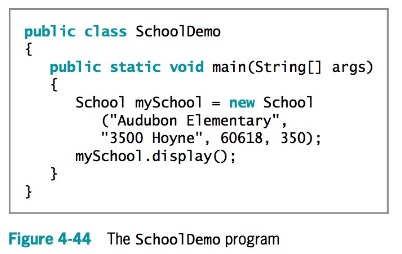 public class SchoolDemo
{
public static void main(String[] args)
{
School mySchool = new School
("Audubon Elementary",
"3500 Hoyne", 60618, 350);
mySchool.display();
}
}
Figure 4-44 The SchoolDemo program